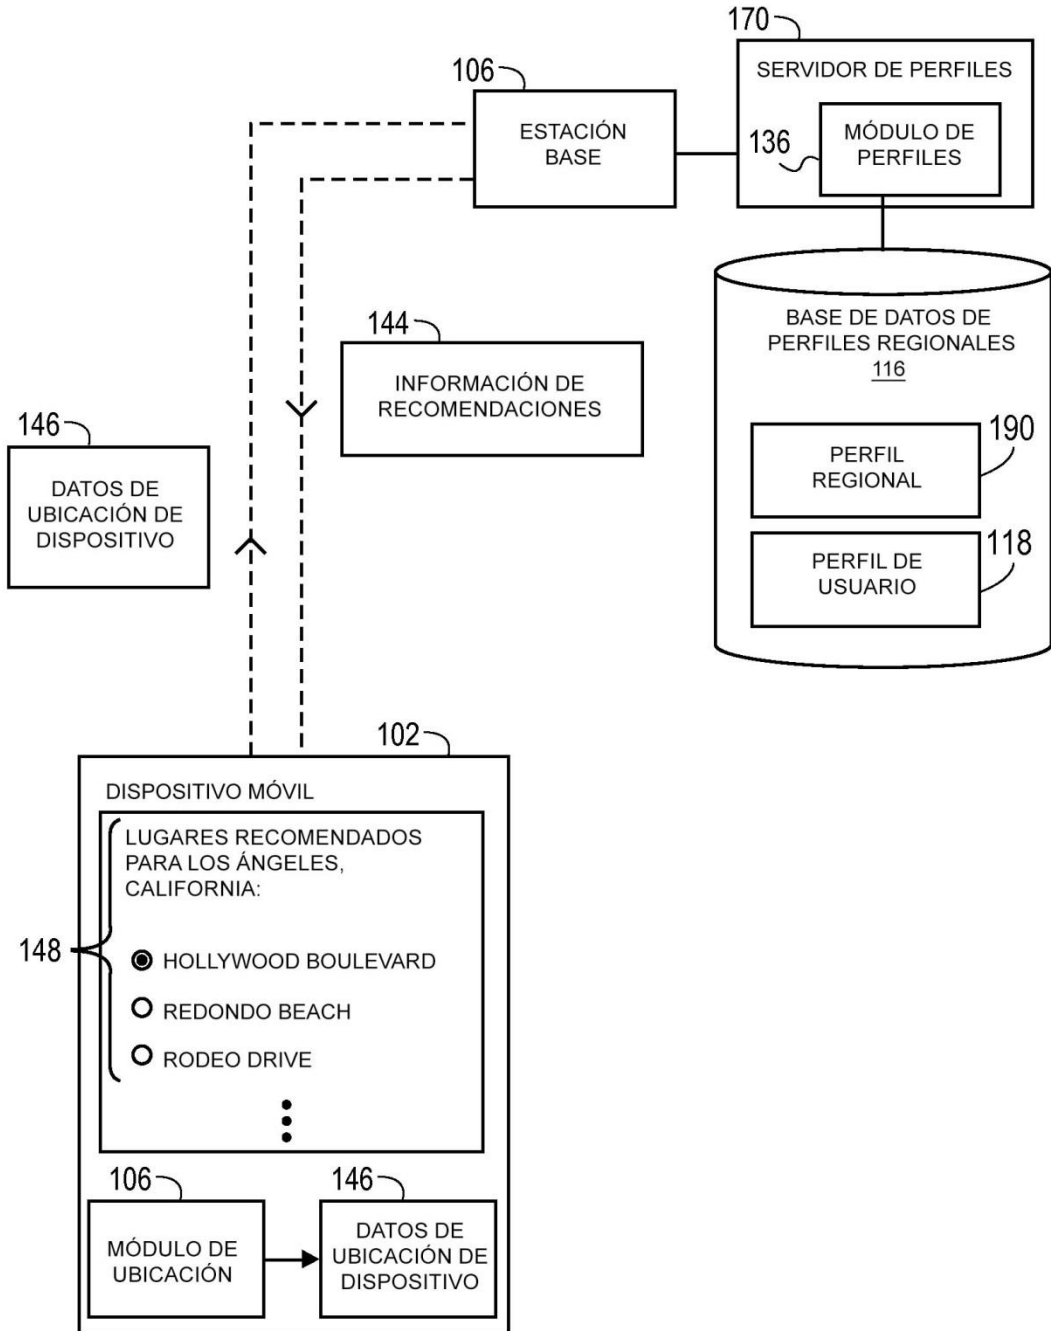 170
SERVIDOR DE PERFILES
106
ESTACIÓN
BASE
136
MÓDULO DE
PERFILES
BASE DE DATOS DE
PERFILES REGIONALES
116
144
INFORMACIÓN DE
RECOMENDACIONES
146
DATOS DE
UBICACIÓN DE
DISPOSITIVO
190
PERFIL
REGIONAL
118
PERFIL DE
USUARIO
102
DISPOSITIVO MÓVIL
LUGARES RECOMENDADOS
PARA LOS ÁNGELES,
CALIFORNIA:
148
HOLLYWOOD BOULEVARD
REDONDO BEACH
RODEO DRIVE
106
MÓDULO DE
UBICACIÓN
146
DATOS DE
UBICACIÓN DE
DISPOSITIVO